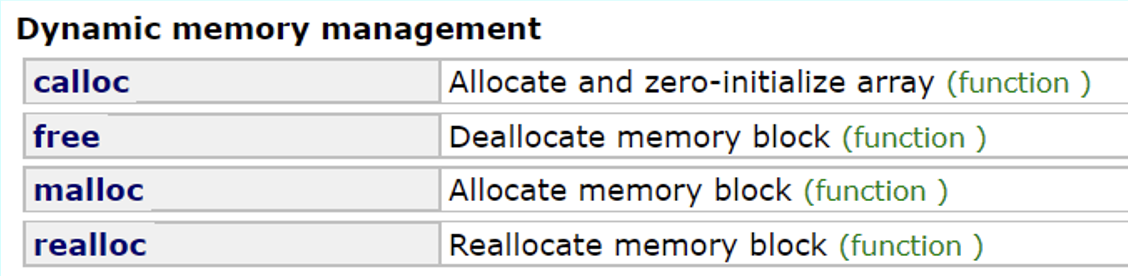 Dynamic memory management
calloc Allocate and zero-initialize array (function )
free Deallocate memory block (function )
malloc Allocate memory block (function )
realloc Reallocate memory block (function )